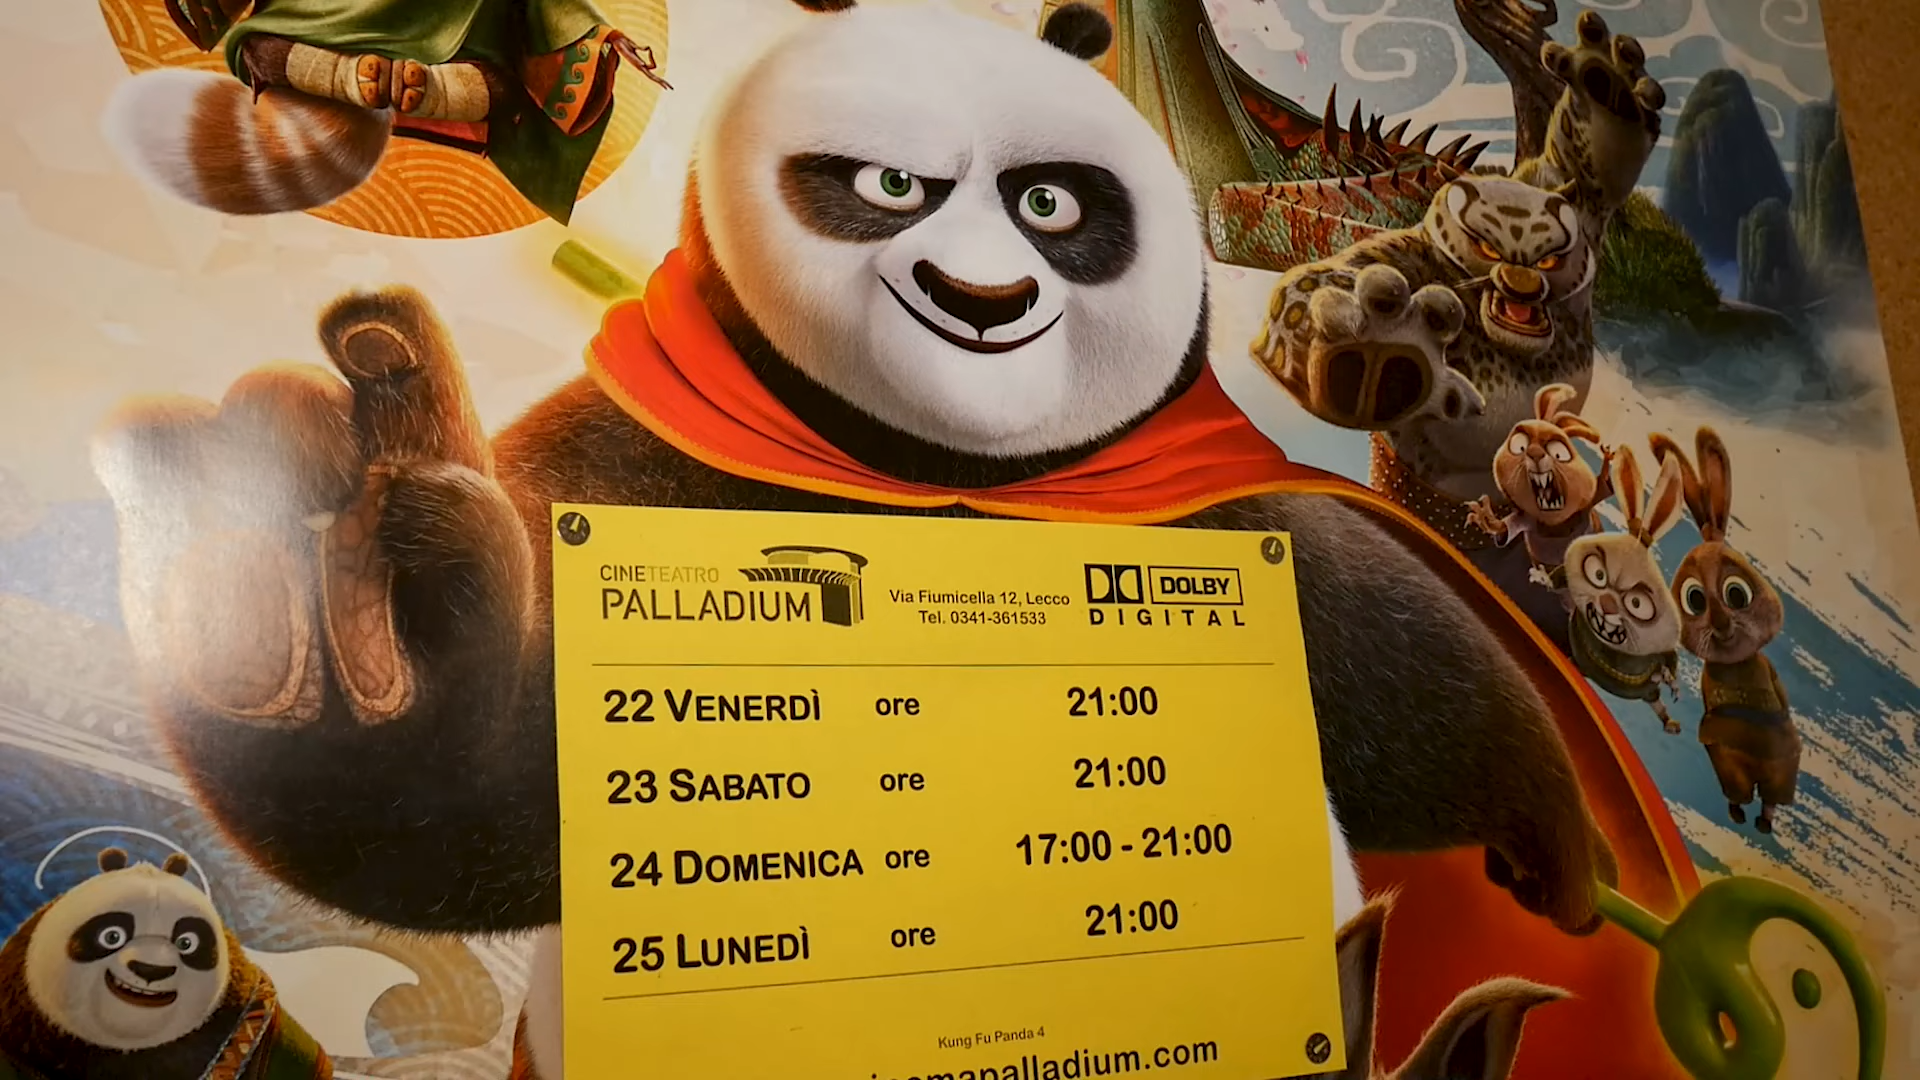 CINETEATRO
PALLADIUM
Via Fiumicella 12, Lecco
Tel. 0341-361533
DOLBY
DIGITAL
22 VENERDÌ ore 21:00
23 SABATO ore 21:00
24 DOMENICA ore 17:00 - 21:00
25 LUNEDÌ ore 21:00
Kung Fu Panda 4